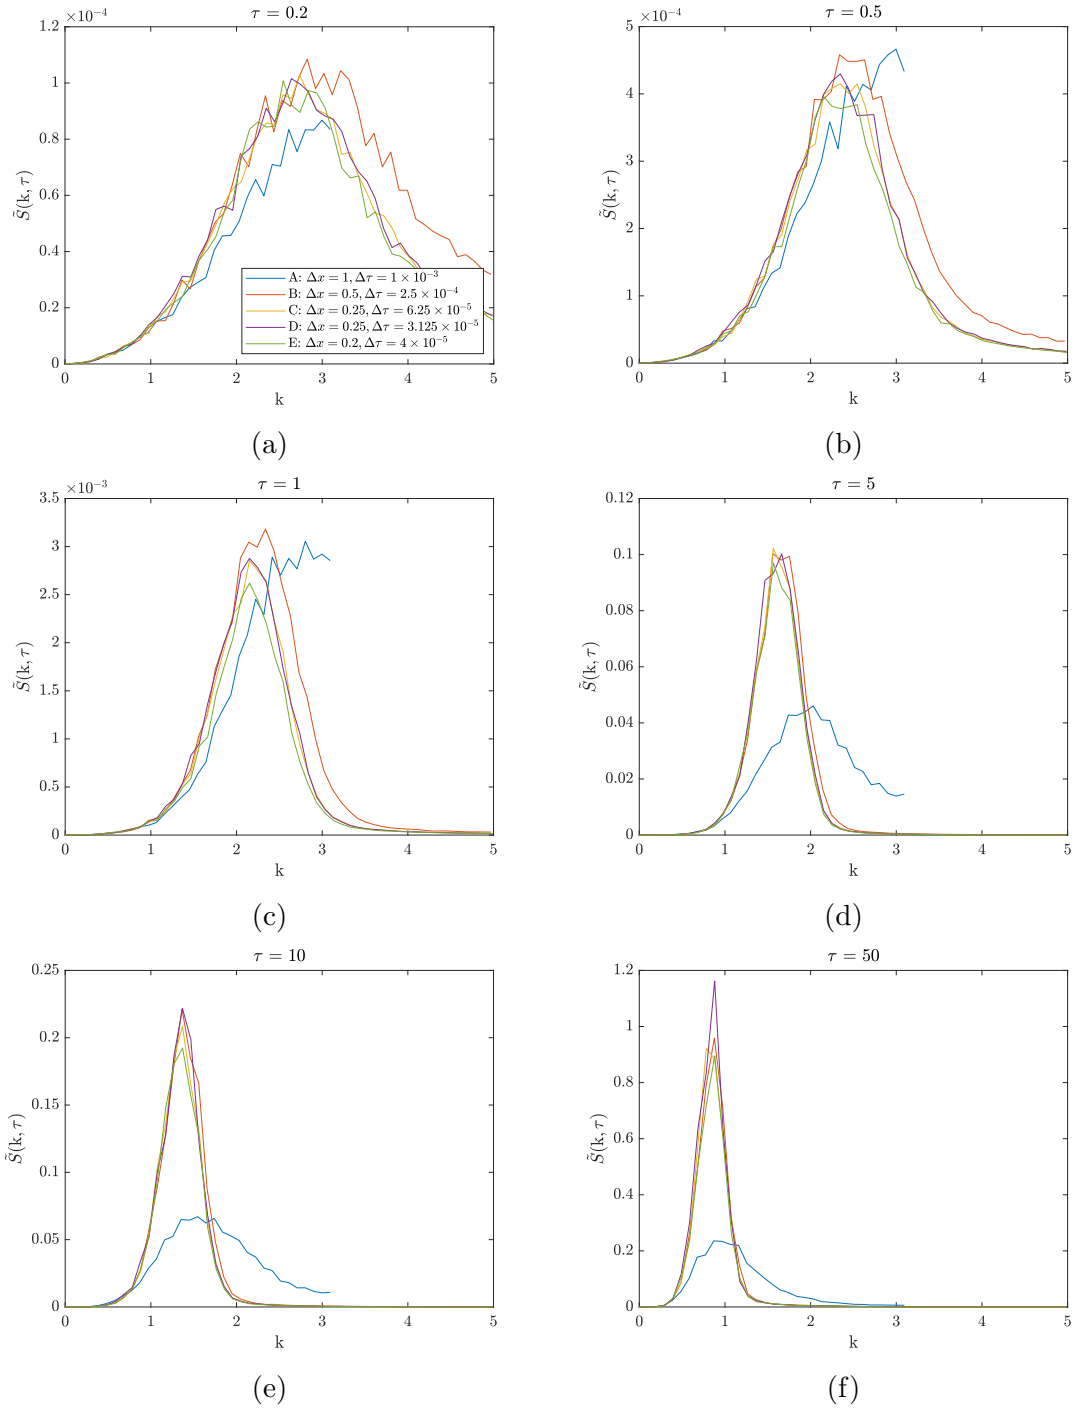 ×10⁻⁴
τ = 0.2
1.2
1
0.8
0.6
0.4
0.2
0
S̃(k, τ)
A: Δx = 1, Δτ = 1 × 10⁻³
B: Δx = 0.5, Δτ = 2.5 × 10⁻⁴
C: Δx = 0.25, Δτ = 6.25 × 10⁻⁵
D: Δx = 0.25, Δτ = 3.125 × 10⁻⁵
E: Δx = 0.2, Δτ = 4 × 10⁻⁵
0 1 2 3 4 5
k
(a)
×10⁻⁴
τ = 0.5
5
4
3
2
1
0
S̃(k, τ)
0 1 2 3 4 5
k
(b)
×10⁻³
τ = 1
3.5
3
2.5
2
1.5
1
0.5
0
S̃(k, τ)
0 1 2 3 4 5
k
(c)
τ = 5
0.12
0.1
0.08
0.06
0.04
0.02
0
S̃(k, τ)
0 1 2 3 4 5
k
(d)
τ = 10
0.25
0.2
0.15
0.1
0.05
0
S̃(k, τ)
0 1 2 3 4 5
k
(e)
τ = 50
1.2
1
0.8
0.6
0.4
0.2
0
S̃(k, τ)
0 1 2 3 4 5
k
(f)